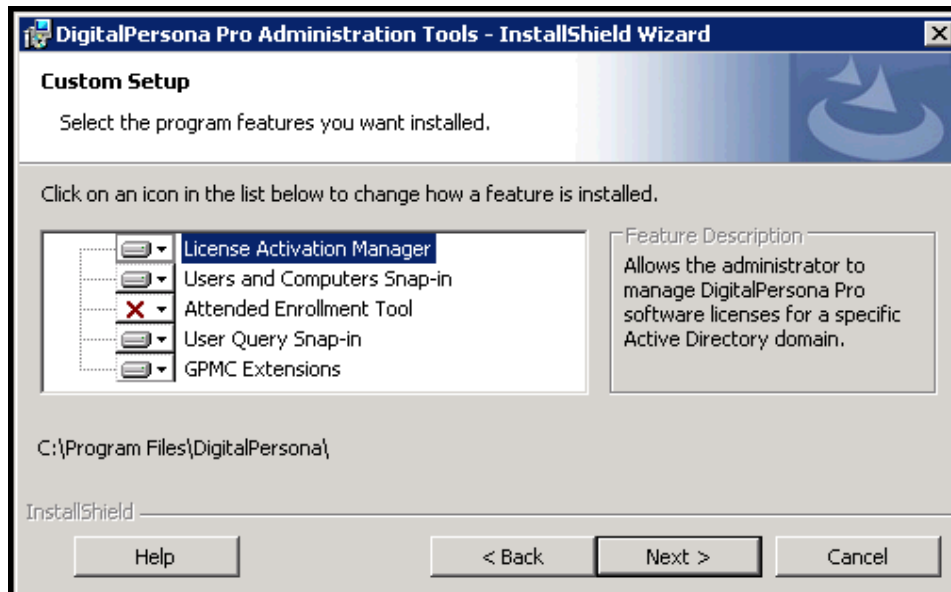 DigitalPersona Pro Administration Tools - InstallShield Wizard
Custom Setup
Select the program features you want installed.
Click on an icon in the list below to change how a feature is installed.
License Activation Manager
Users and Computers Snap-in
Attended Enrollment Tool
User Query Snap-in
GPMC Extensions
Feature Description
Allows the administrator to
manage DigitalPersona Pro
software licenses for a specific
Active Directory domain.
C:\Program Files\DigitalPersona\
InstallShield
Help
< Back
Next >
Cancel